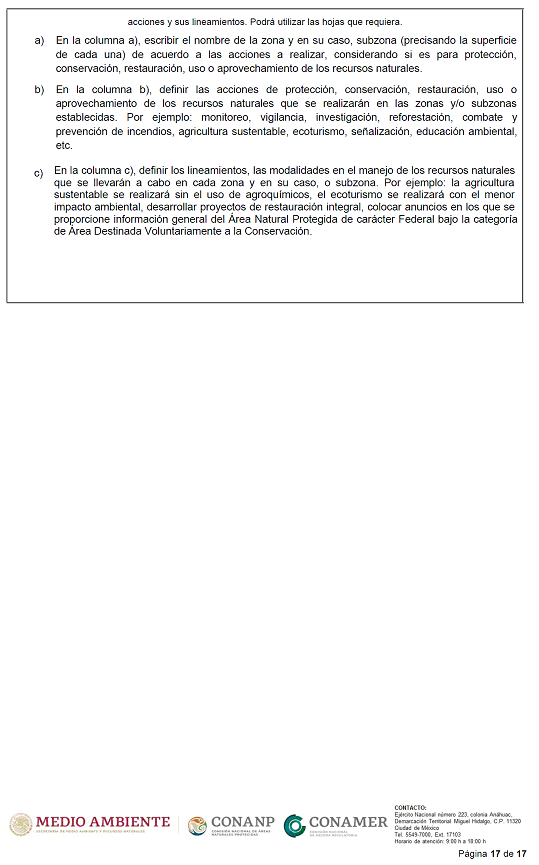 acciones y sus lineamientos. Podrá utilizar las hojas que requiera.
a) En la columna a), escribir el nombre de la zona y en su caso, subzona (precisando la superficie
de cada una) de acuerdo a las acciones a realizar, considerando si es para protección,
conservación, restauración, uso o aprovechamiento de los recursos naturales.
b) En la columna b), definir las acciones de protección, conservación, restauración, uso o
aprovechamiento de los recursos naturales que se realizarán en las zonas y/o subzonas
establecidas. Por ejemplo: monitoreo, vigilancia, investigación, reforestación, combate y
prevención de incendios, agricultura sustentable, ecoturismo, señalización, educación ambiental,
etc.
c) En la columna c), definir los lineamientos, las modalidades en el manejo de los recursos naturales
que se llevarán a cabo en cada zona y en su caso, o subzona. Por ejemplo: la agricultura
sustentable se realizará sin el uso de agroquímicos, el ecoturismo se realizará con el menor
impacto ambiental, desarrollar proyectos de restauración integral, colocar anuncios en los que se
proporcione información general del Área Natural Protegida de carácter Federal bajo la categoría
de Área Destinada Voluntariamente a la Conservación.
MEDIO AMBIENTE
SECRETARÍA DE MEDIO AMBIENTE Y RECURSOS NATURALES
CONANP
COMISIÓN NACIONAL DE ÁREAS
NATURALES PROTEGIDAS
CONAMER
COMISIÓN NACIONAL
DE MEJORA REGULATORIA
CONTACTO:
Ejército Nacional número 223, colonia Anáhuac,
Demarcación Territorial Miguel Hidalgo, C.P. 11320
Ciudad de México
Tel. 5549-7000, Ext. 17103
Horario de atención: 9:00 h a 18:00 h
Página 17 de 17